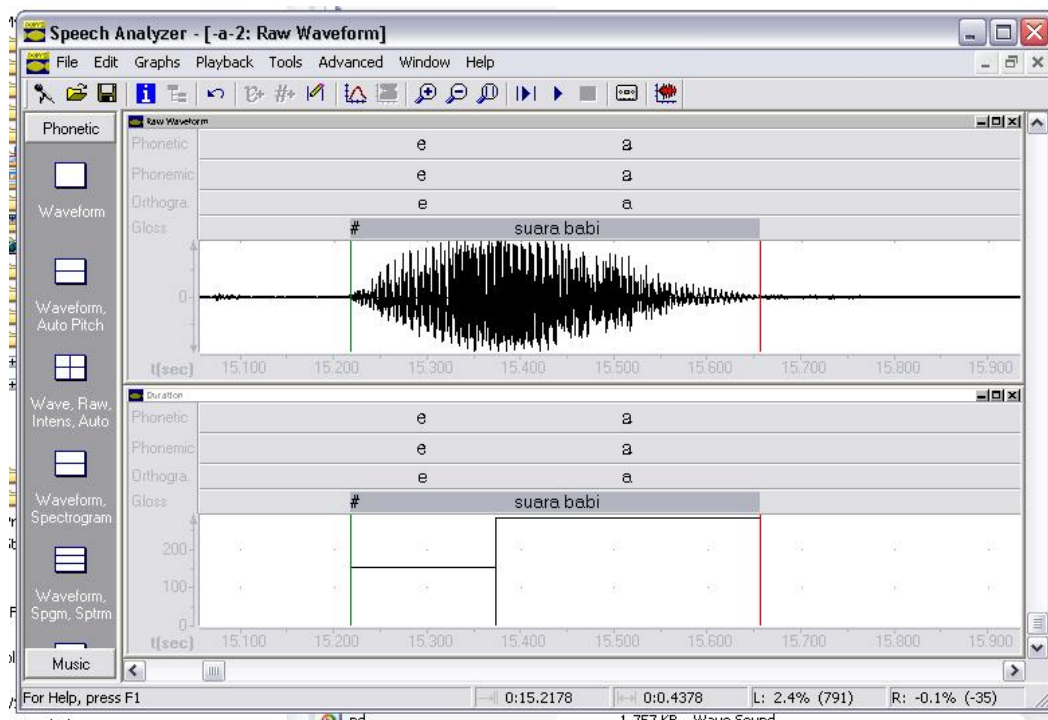 Speech Analyzer - [-a-2: Raw Waveform]
File Edit Graphs Playback Tools Advanced Window Help
Phonetic
Waveform
Waveform,
Auto Pitch
Wave, Raw,
Intens, Auto
Waveform,
Spectrogram
Waveform,
Spgm, Sptrm
Music
Raw Waveform
Phonetic e a
Phonemic e a
Orthogra. e a
Gloss # suara babi
0
t(sec) 15.100 15.200 15.300 15.400 15.500 15.600 15.700 15.800 15.900
Duration
Phonetic e a
Phonemic e a
Orthogra. e a
Gloss # suara babi
200
100
0
t(sec) 15.100 15.200 15.300 15.400 15.500 15.600 15.700 15.800 15.900
For Help, press F1 0:15.2178 0:0.4378 L: 2.4% (791) R: -0.1% (-35)
1,757 KB Wave Sound